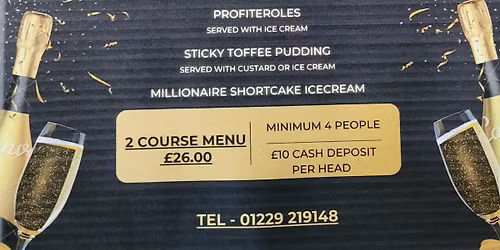 PROFITEROLES
SERVED WITH ICE CREAM
STICKY TOFFEE PUDDING
SERVED WITH CUSTARD OR ICE CREAM
MILLIONAIRE SHORTCAKE ICECREAM
2 COURSE MENU
£26.00
MINIMUM 4 PEOPLE
£10 CASH DEPOSIT
PER HEAD
TEL - 01229 219148